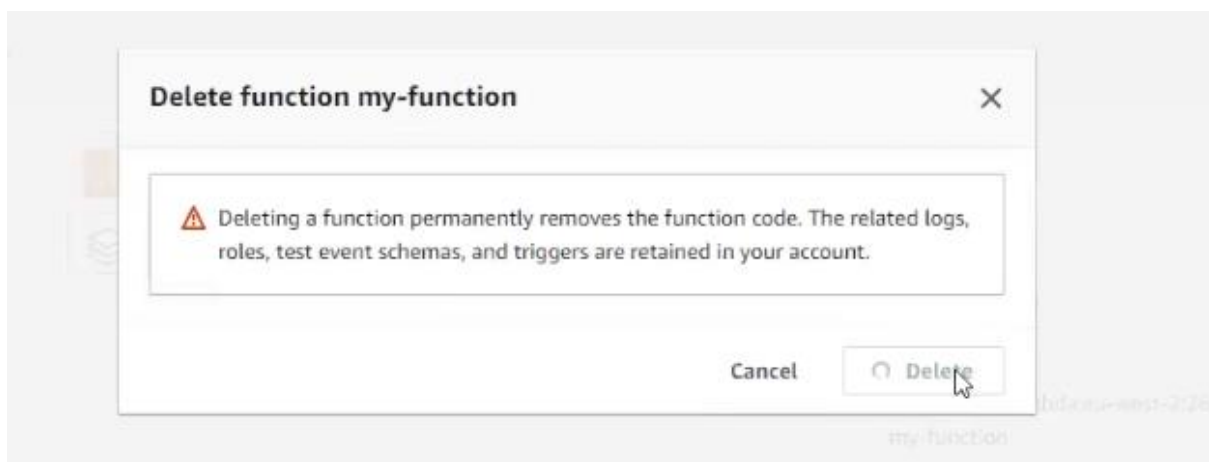 Delete function my-function
Deleting a function permanently removes the function code. The related logs,
roles, test event schemas, and triggers are retained in your account.
Cancel
Delete
my-function